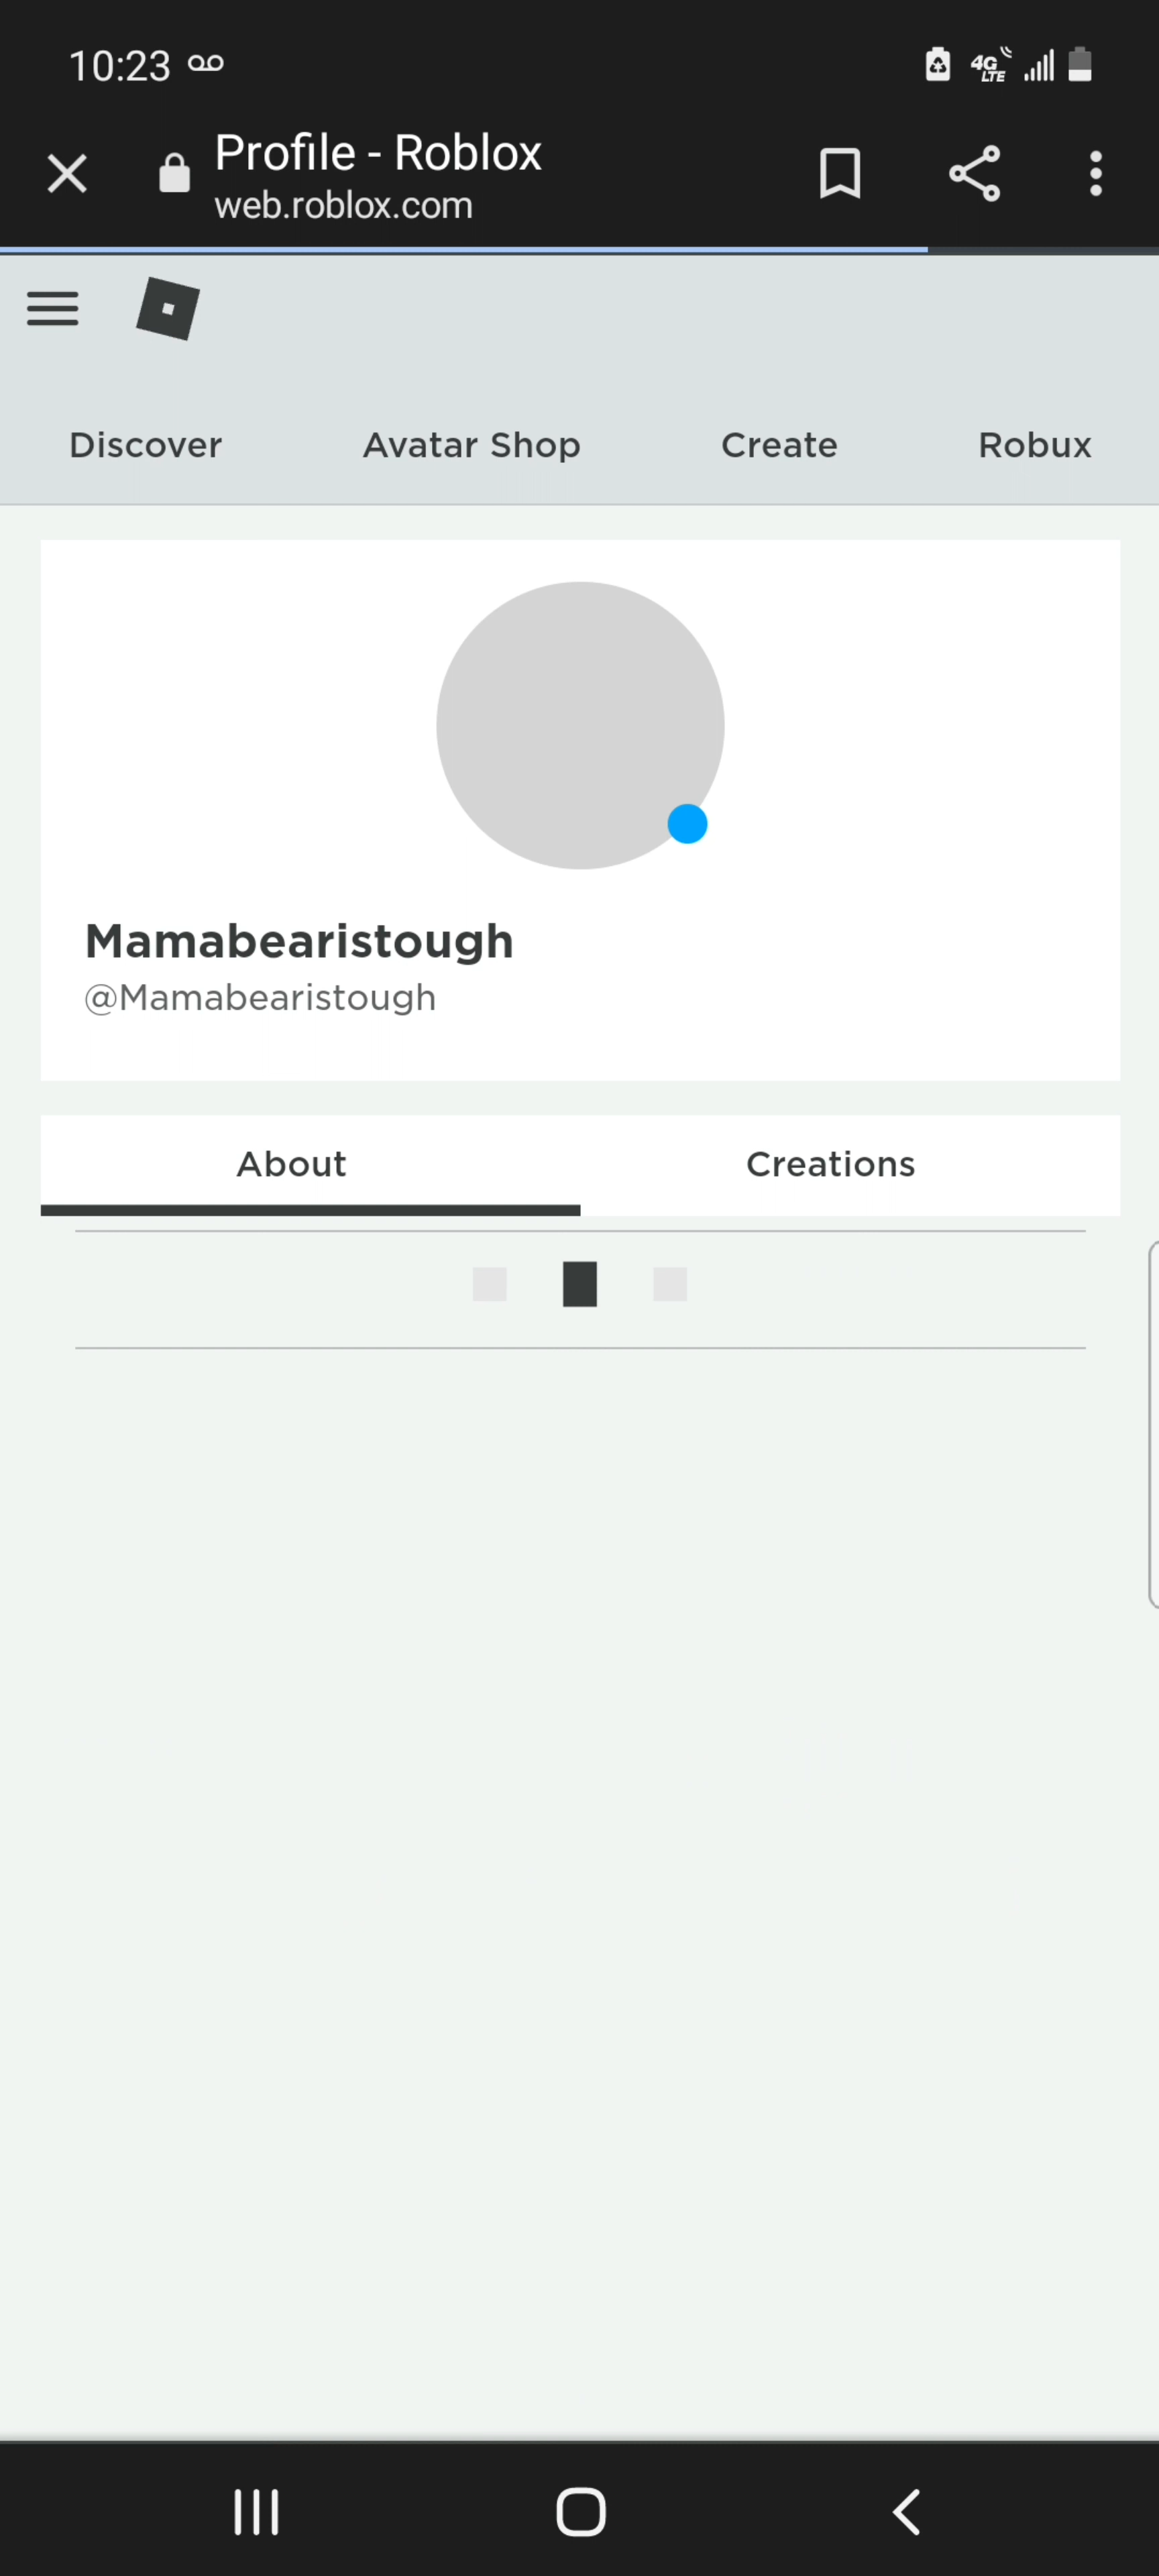 10:23
4G LTE
Profile - Roblox
web.roblox.com
Discover Avatar Shop Create Robux
Mamabearistough
@Mamabearistough
About Creations